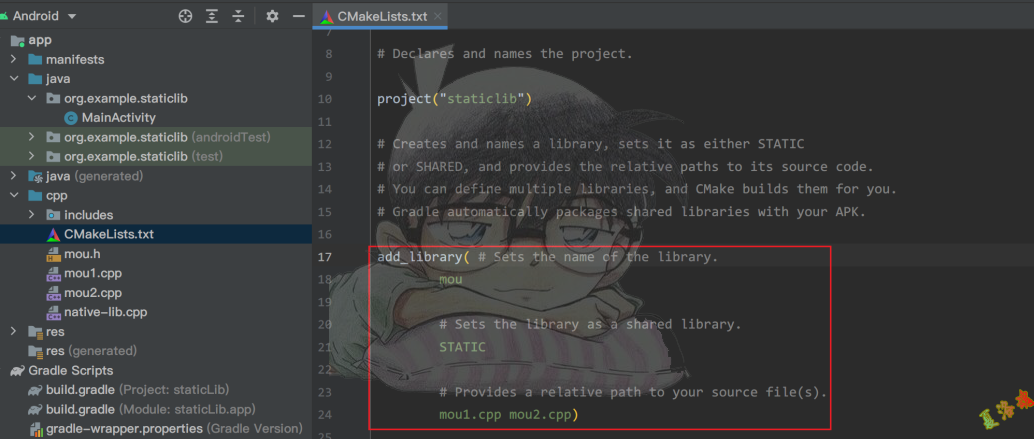 Android
CMakeLists.txt
app
manifests
java
org.example.staticlib
MainActivity
org.example.staticlib (androidTest)
org.example.staticlib (test)
java (generated)
cpp
includes
CMakeLists.txt
mou.h
mou1.cpp
mou2.cpp
native-lib.cpp
res
res (generated)
Gradle Scripts
build.gradle (Project: staticLib)
build.gradle (Module: staticLib.app)
gradle-wrapper.properties (Gradle Version)
7
8 # Declares and names the project.
9
10 project("staticlib")
11
12 # Creates and names a library, sets it as either STATIC
13 # or SHARED, and provides the relative paths to its source code.
14 # You can define multiple libraries, and CMake builds them for you.
15 # Gradle automatically packages shared libraries with your APK.
16
17 add_library( # Sets the name of the library.
18 mou
19
20 # Sets the library as a shared library.
21 STATIC
22
23 # Provides a relative path to your source file(s).
24 mou1.cpp mou2.cpp)
25